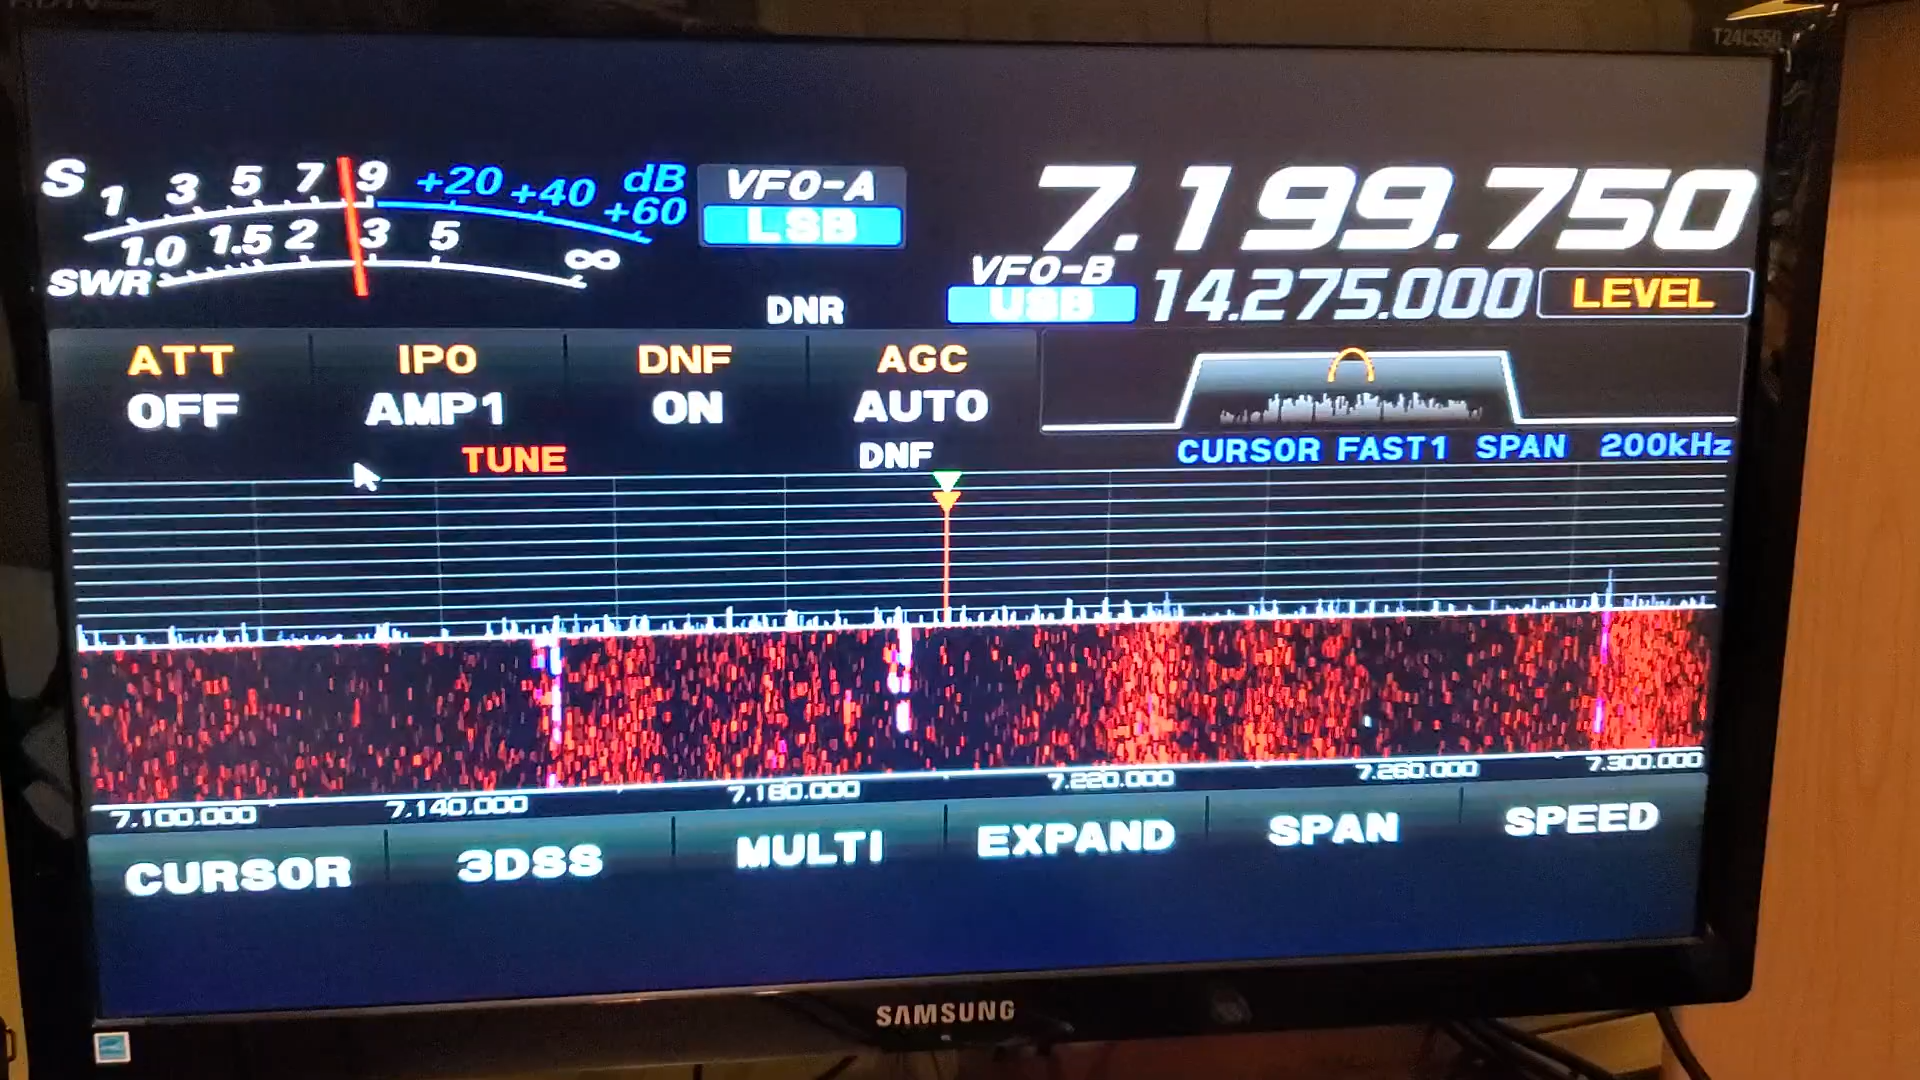 T24C550
S 1 3 5 7 9 +20 +40 +60 dB
VFO-A
LSB
7.199.750
1.0 1.5 2 3 5 ∞
SWR
DNR
VFO-B
USB
14.275.000
LEVEL
ATT IPO DNF AGC
OFF AMP1 ON AUTO
TUNE
DNF
CURSOR FAST1 SPAN 200kHz
7.100.000 7.140.000 7.180.000 7.220.000 7.260.000 7.300.000
CURSOR 3DSS MULTI EXPAND SPAN SPEED
SAMSUNG